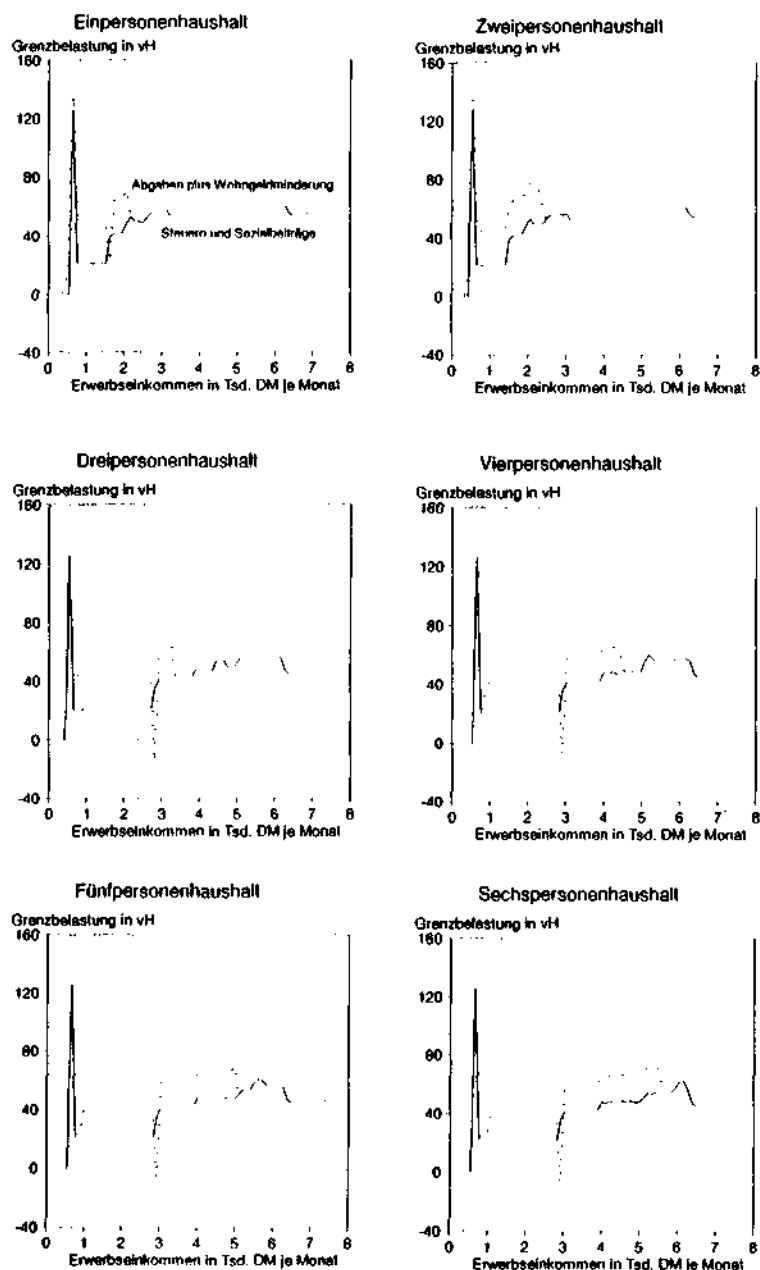 Einpersonenhaushalt
Grenzbelastung in vH
160
120
80
40
0
-40
Abgaben plus Wohngeldminderung
Steuern und Sozialbeiträge
0 1 2 3 4 5 6 7 8
Erwerbseinkommen in Tsd. DM je Monat
Zweipersonenhaushalt
Grenzbelastung in vH
160
120
80
40
0
-40
0 1 2 3 4 5 6 7 8
Erwerbseinkommen in Tsd. DM je Monat
Dreipersonenhaushalt
Grenzbelastung in vH
160
120
80
40
0
-40
0 1 2 3 4 5 6 7 8
Erwerbseinkommen in Tsd. DM je Monat
Vierpersonenhaushalt
Grenzbelastung in vH
160
120
80
40
0
-40
0 1 2 3 4 5 6 7 8
Erwerbseinkommen in Tsd. DM je Monat
Fünfpersonenhaushalt
Grenzbelastung in vH
160
120
80
40
0
-40
0 1 2 3 4 5 6 7 8
Erwerbseinkommen in Tsd. DM je Monat
Sechspersonenhaushalt
Grenzbelastung in vH
160
120
80
40
0
-40
0 1 2 3 4 5 6 7 8
Erwerbseinkommen in Tsd. DM je Monat